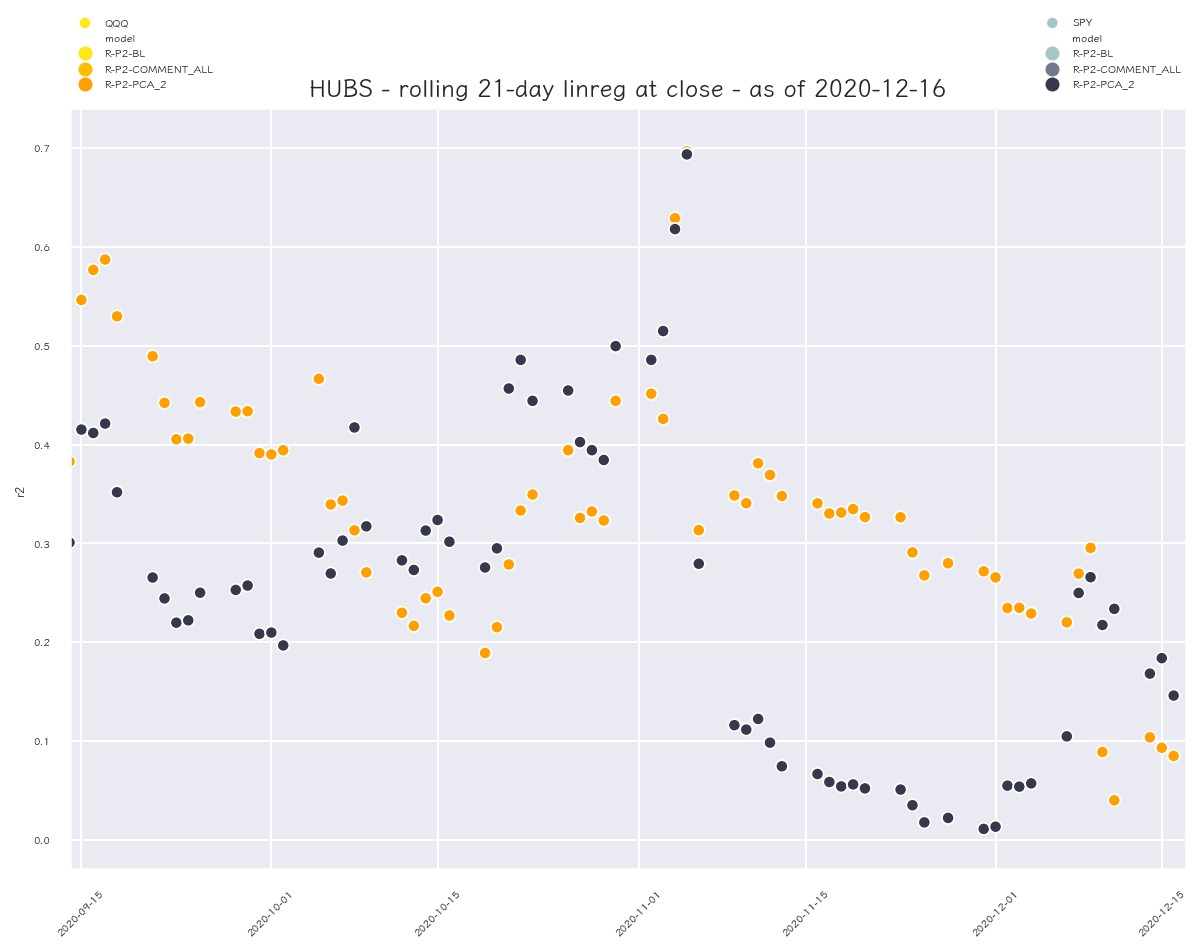 QQQ
model
R-P2-BL
R-P2-COMMENT_ALL
R-P2-PCA_2
SPY
model
R-P2-BL
R-P2-COMMENT_ALL
R-P2-PCA_2
HUBS - rolling 21-day linreg at close - as of 2020-12-16
0.7
0.6
0.5
0.4
0.3
0.2
0.1
0.0
r2
2020-09-15
2020-10-01
2020-10-15
2020-11-01
2020-11-15
2020-12-01
2020-12-15